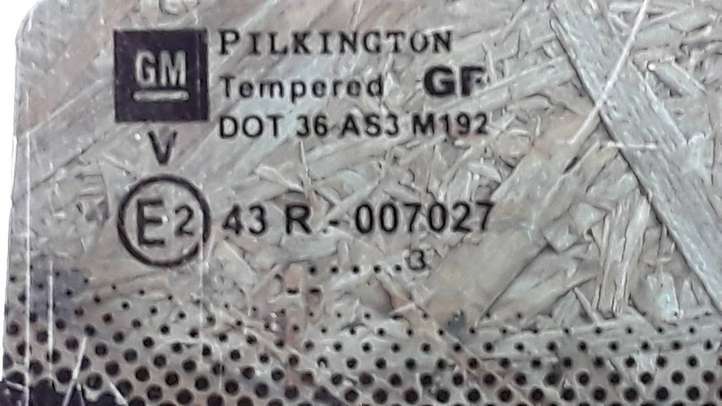 GM PILKINGTON
Tempered GF
DOT 36 AS3 M192
V
E2 43 R - 007027
......3